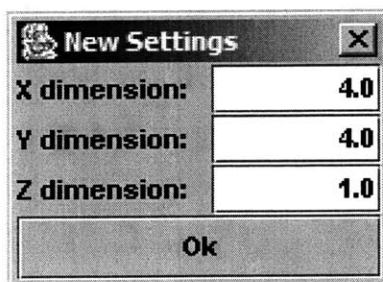 New Settings
X dimension: 4.0
Y dimension: 4.0
Z dimension: 1.0
Ok